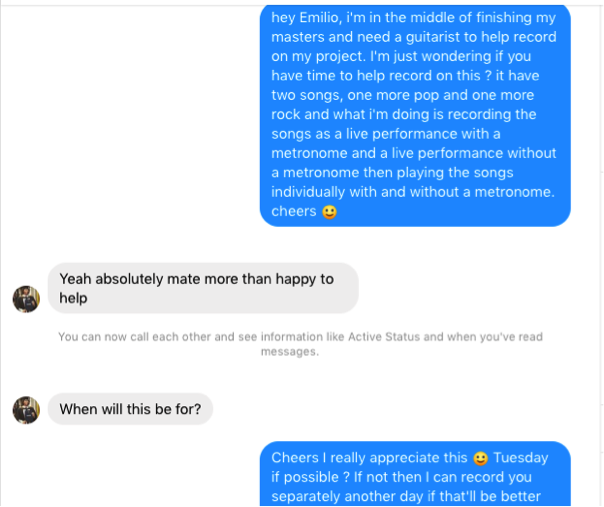 hey Emilio, i'm in the middle of finishing my
masters and need a guitarist to help record
on my project. I'm just wondering if you
have time to help record on this ? it have
two songs, one more pop and one more
rock and what i'm doing is recording the
songs as a live performance with a
metronome and a live performance without
a metronome then playing the songs
individually with and without a metronome.
cheers 😃
Yeah absolutely mate more than happy to
help
You can now call each other and see information like Active Status and when you've read
messages.
When will this be for?
Cheers I really appreciate this 😃 Tuesday
if possible ? If not then I can record you
separately another day if that'll be better